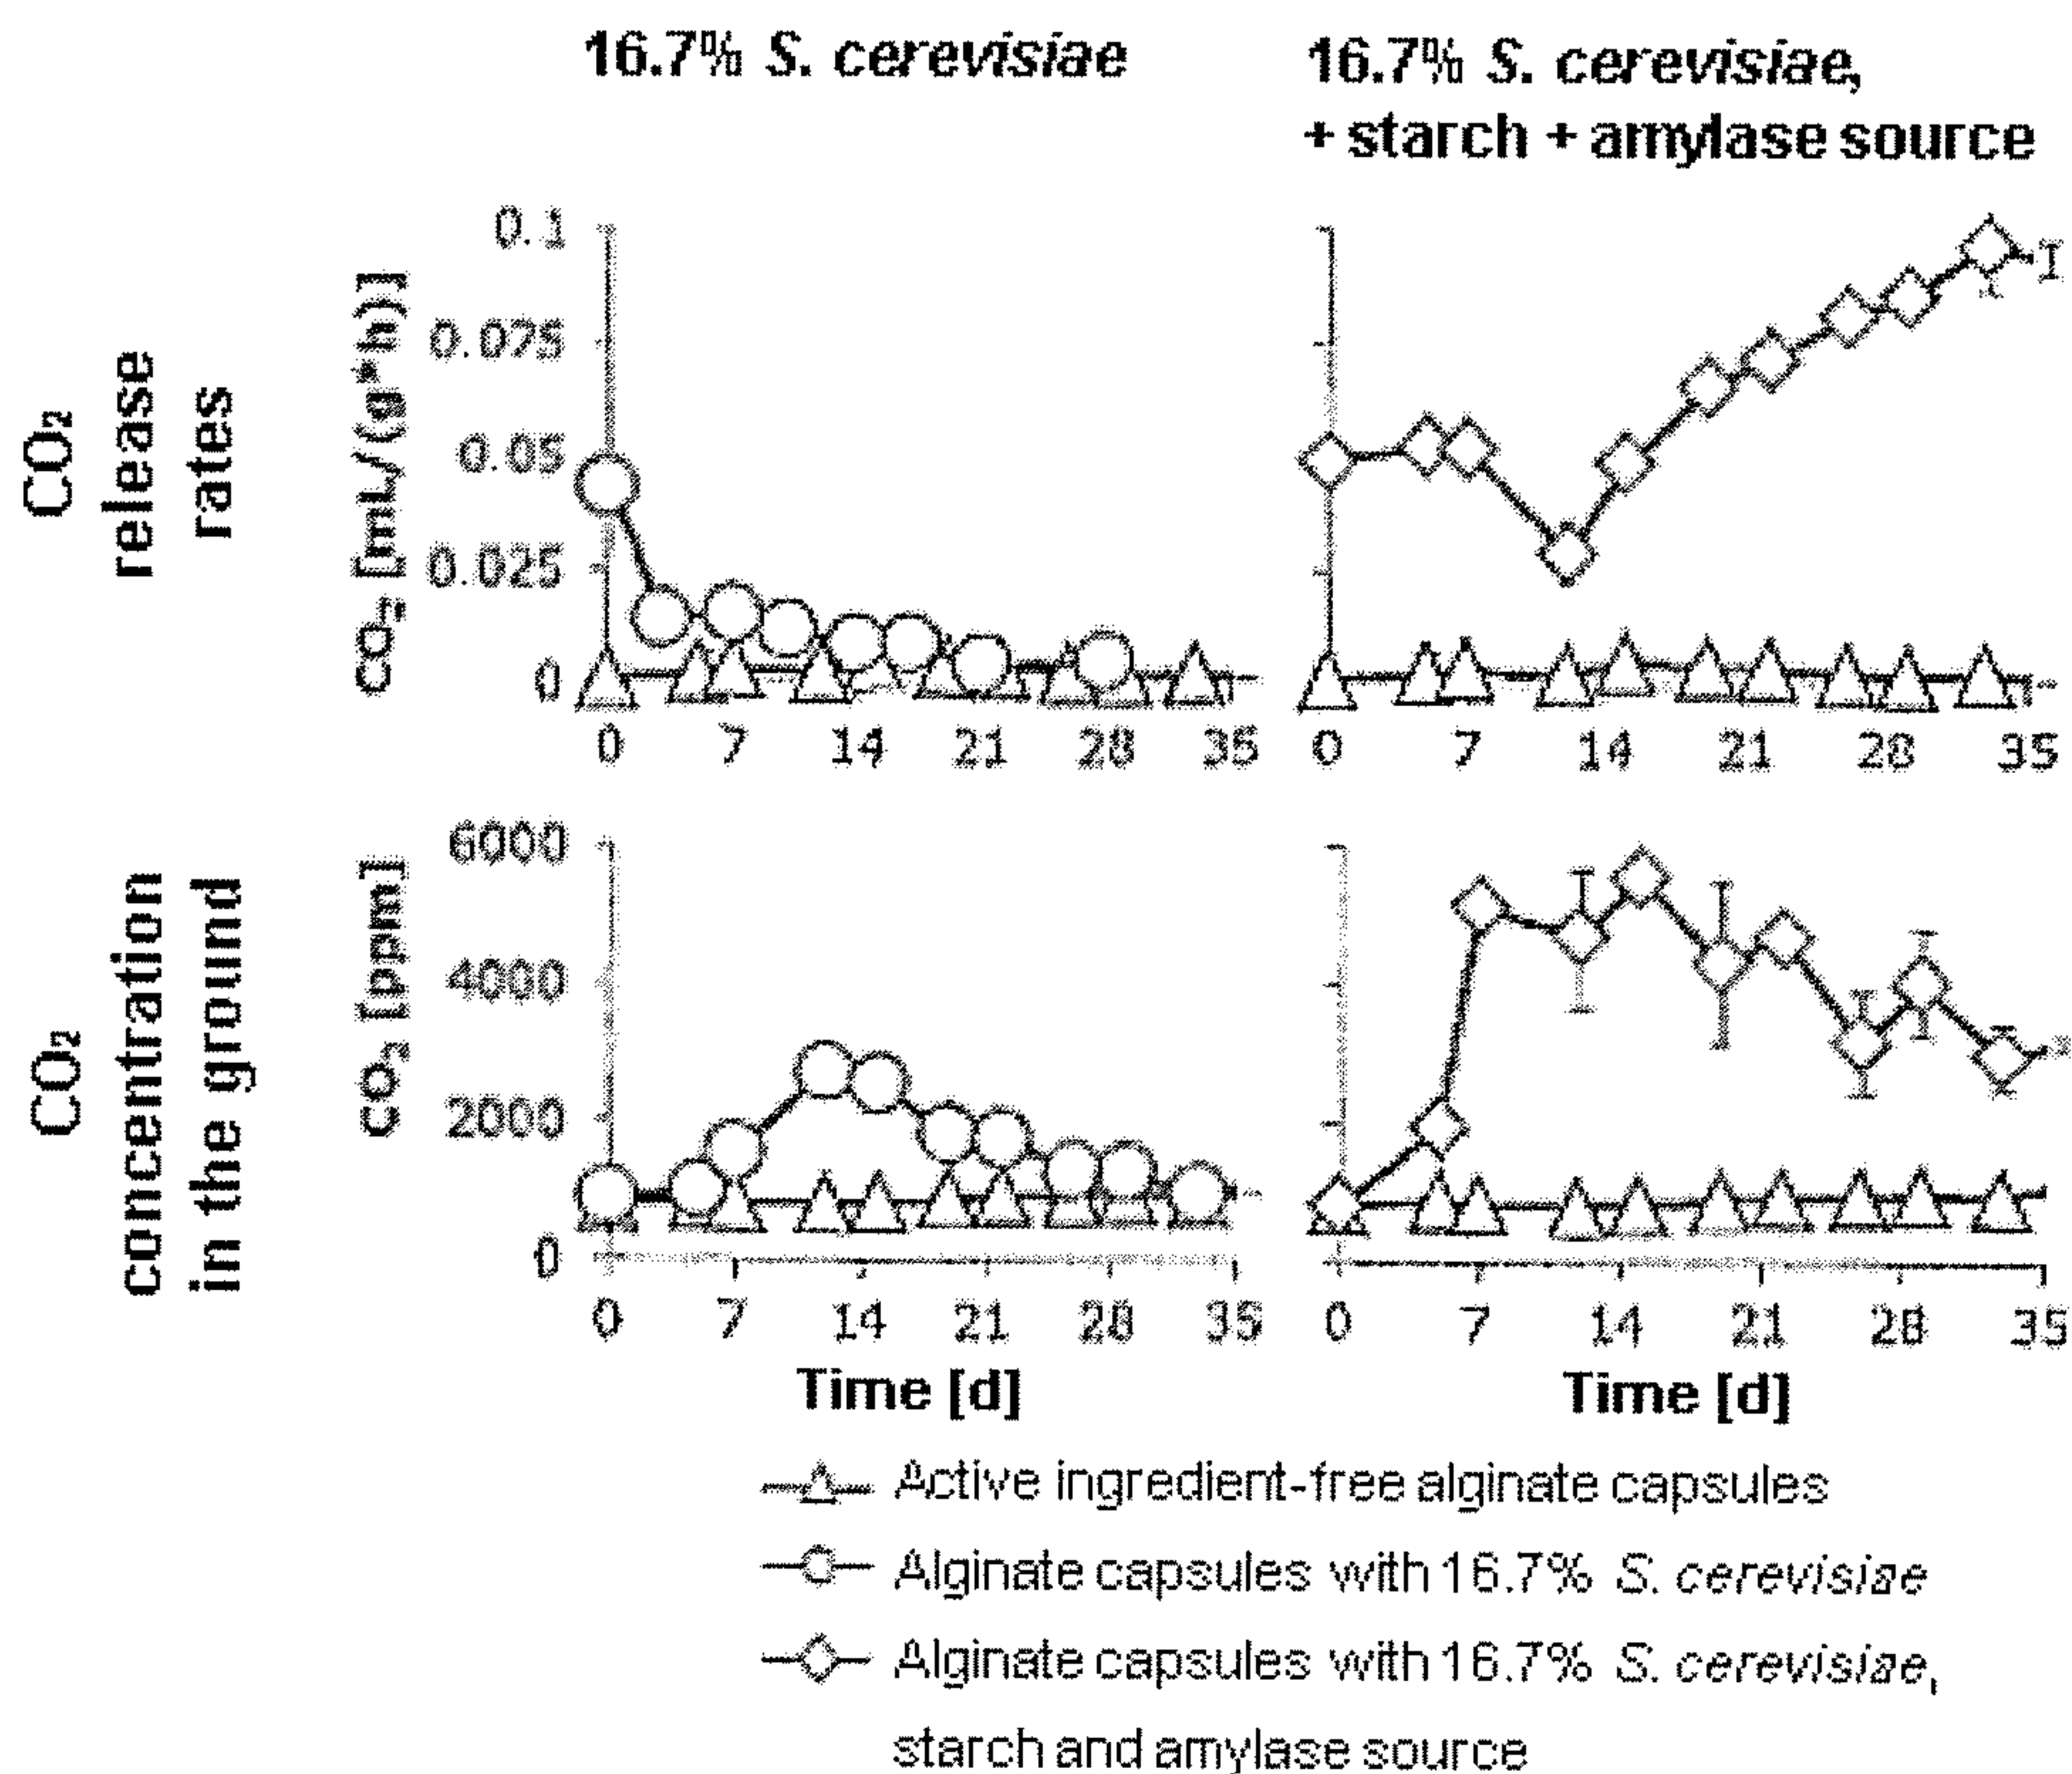 16.7% S. cerevisiae
16.7% S. cerevisiae,
+ starch + amylase source
CO₂
release
rates
CO₂ [mL/(g*h)]
0.1
0.075
0.05
0.025
0
0 7 14 21 28 35
0 7 14 21 28 35
CO₂
concentration
in the ground
CO₂ [ppm]
6000
4000
2000
0
0 7 14 21 28 35
0 7 14 21 28 35
Time [d]
Time [d]
Active ingredient-free alginate capsules
Alginate capsules with 16.7% S. cerevisiae
Alginate capsules with 16.7% S. cerevisiae,
starch and amylase source